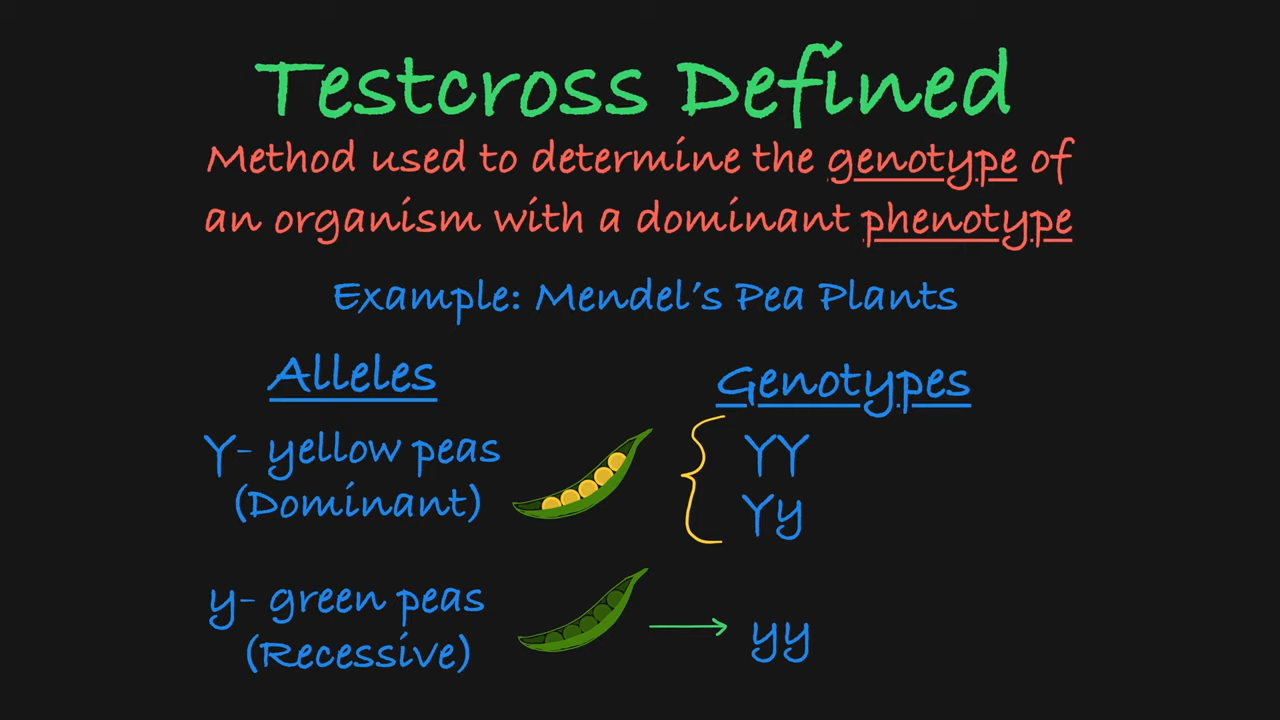 Testcross Defined
Method used to determine the genotype of
an organism with a dominant phenotype
Example: Mendel's Pea Plants
Alleles
Genotypes
Y- yellow peas
(Dominant)
YY
Yy
y- green peas
(Recessive)
yy